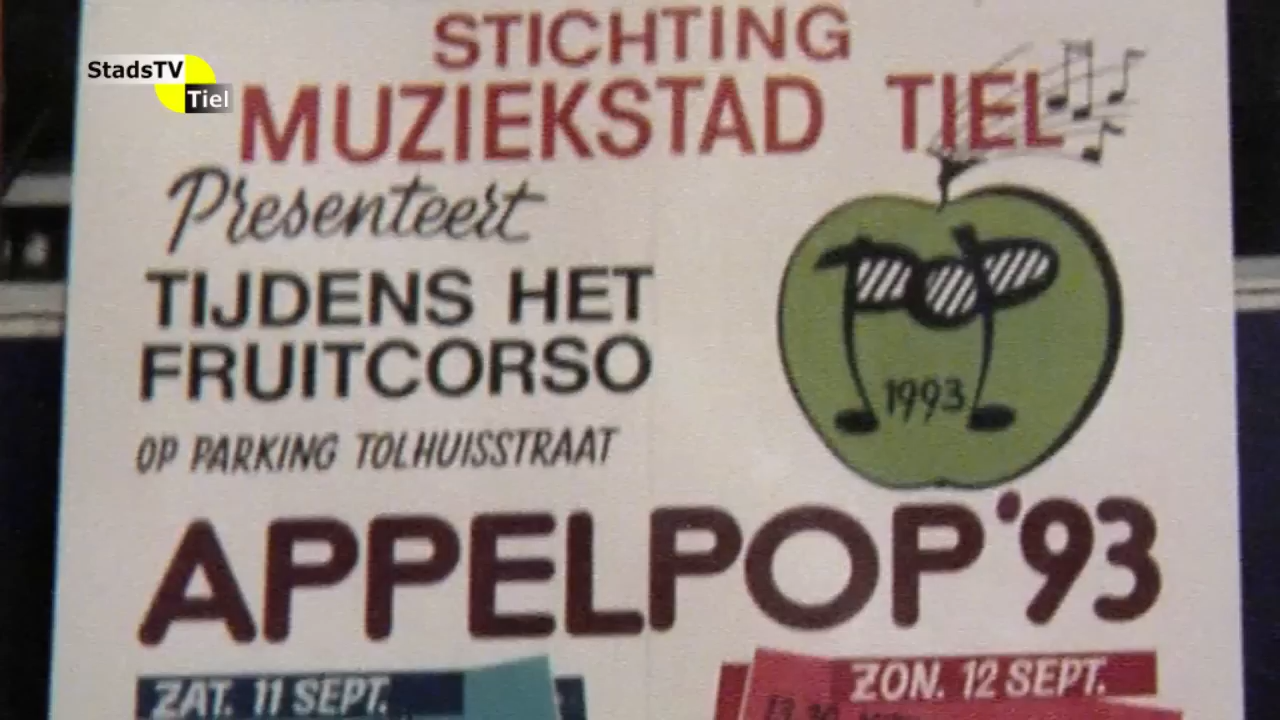 StadsTV
Tiel
STICHTING
MUZIEKSTAD TIEL
Presenteert
TIJDENS HET
FRUITCORSO
OP PARKING TOLHUISSTRAAT
1993
APPELPOP '93
ZAT. 11 SEPT.
ZON. 12 SEPT.